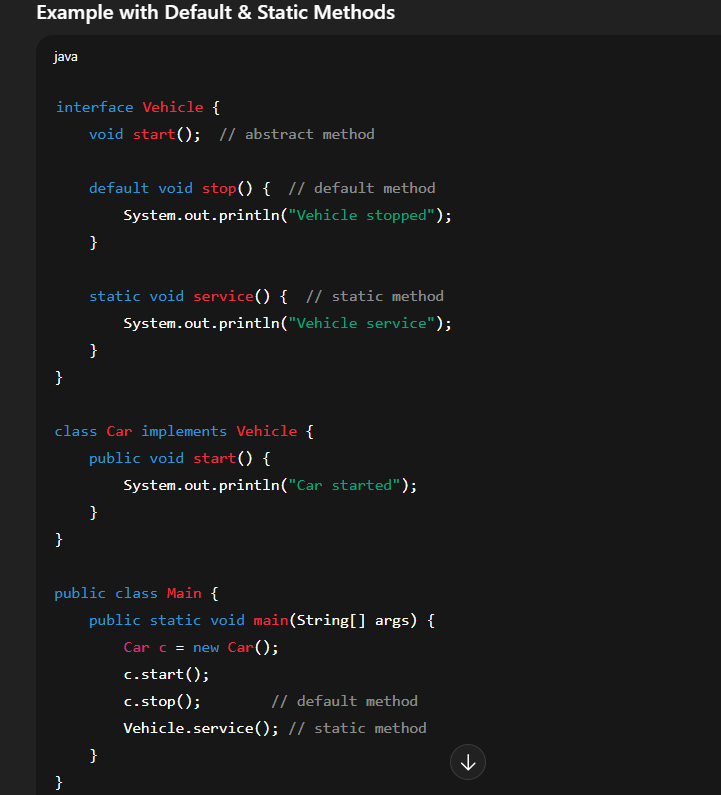 Example with Default & Static Methods
java
interface Vehicle {
    void start();  // abstract method
    default void stop() {  // default method
        System.out.println("Vehicle stopped");
    }
    static void service() {  // static method
        System.out.println("Vehicle service");
    }
}
class Car implements Vehicle {
    public void start() {
        System.out.println("Car started");
    }
}
public class Main {
    public static void main(String[] args) {
        Car c = new Car();
        c.start();
        c.stop();        // default method
        Vehicle.service(); // static method
    }
}